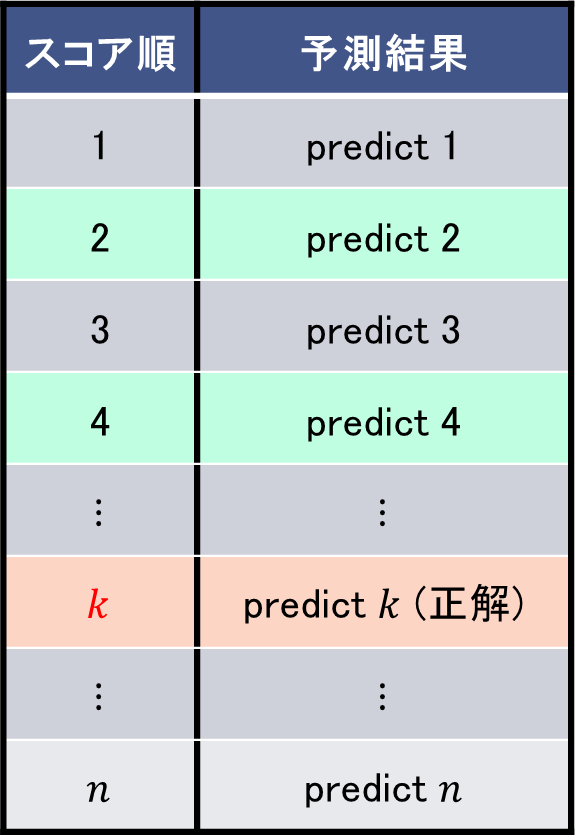 スコア順 予測結果
1 predict 1
2 predict 2
3 predict 3
4 predict 4
⋮ ⋮
k predict k (正解)
⋮ ⋮
n predict n